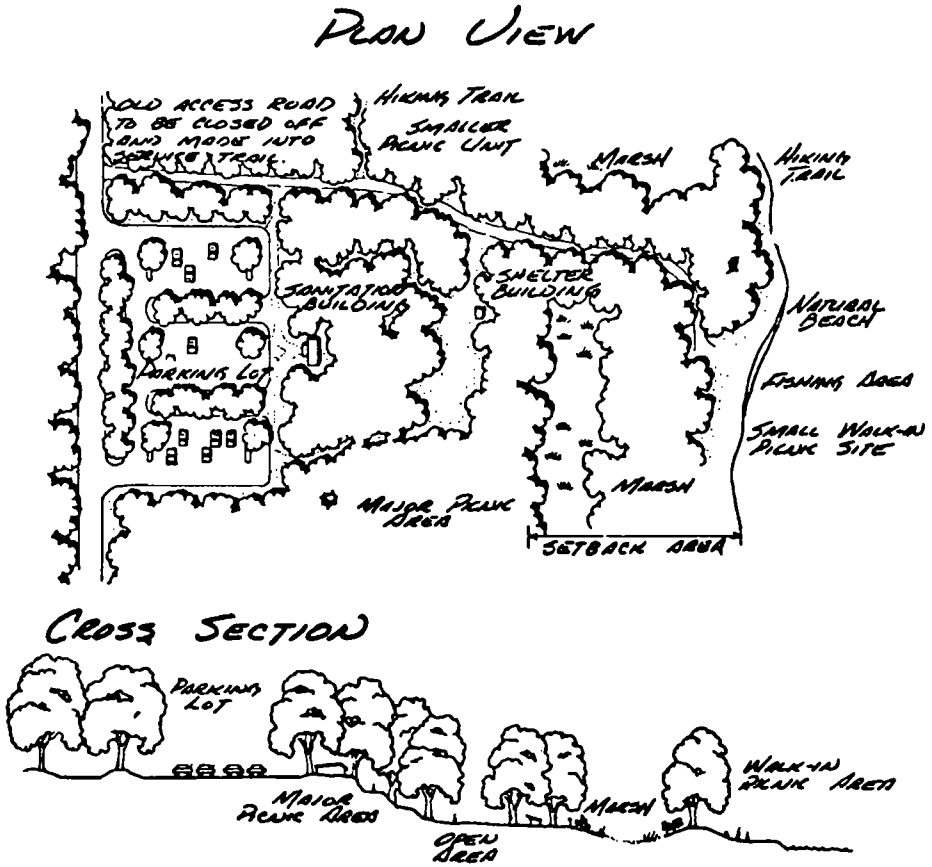 PLAN VIEW
OLD ACCESS ROAD
TO BE CLOSED OFF
AND MADE INTO
SERVICE TRAIL.
HIKING TRAIL
SMALLER
PICNIC UNIT
MARSH
HIKING
TRAIL
SANITATION
BUILDING
SHELTER
BUILDING
NATURAL
BEACH
PARKING LOT
FISHING AREA
SMALL WALK-IN
PICNIC SITE
MAJOR PICNIC
AREA
MARSH
SETBACK AREA
CROSS SECTION
PARKING
LOT
MAJOR
PICNIC AREA
OPEN
AREA
MARSH
WALK-IN
PICNIC AREA